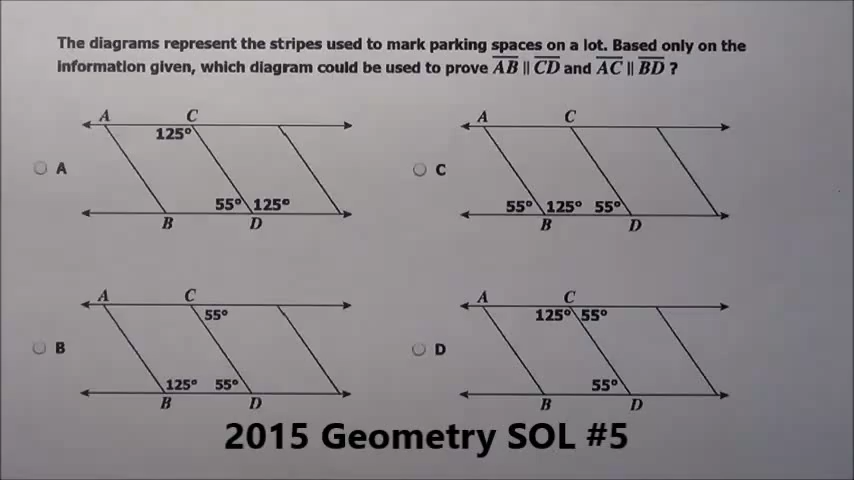 The diagrams represent the stripes used to mark parking spaces on a lot. Based only on the
information given, which diagram could be used to prove AB || CD and AC || BD ?
A C
125°
A
55° 125°
B D
A C
C
55° 125° 55°
B D
A C
55°
B
125° 55°
B D
A C
125° 55°
D
55°
B D
2015 Geometry SOL #5